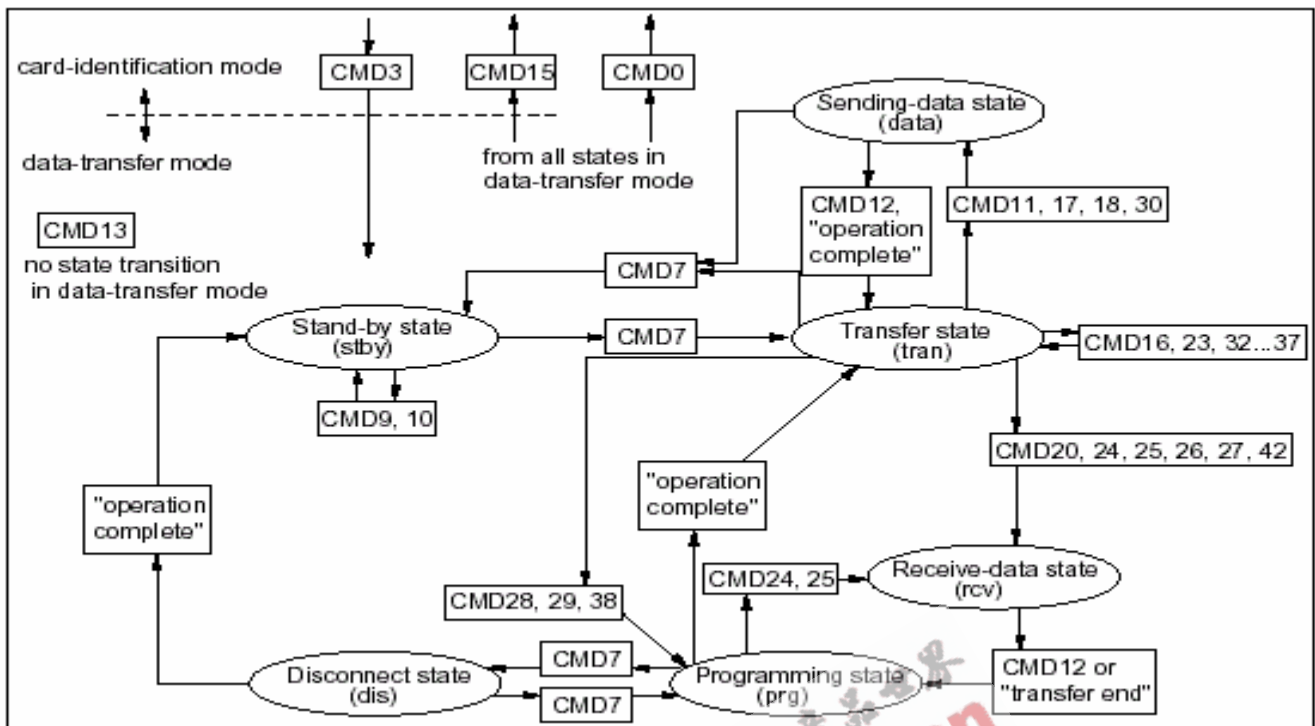 card-identification mode
CMD3
CMD15
CMD0
Sending-data state
(data)
data-transfer mode
from all states in
data-transfer mode
CMD12,
"operation
complete"
CMD11, 17, 18, 30
CMD13
no state transition
in data-transfer mode
CMD7
Stand-by state
(stby)
CMD7
Transfer state
(tran)
CMD16, 23, 32...37
CMD9, 10
CMD20, 24, 25, 26, 27, 42
"operation
complete"
"operation
complete"
CMD24, 25
Receive-data state
(rcv)
CMD28, 29, 38
CMD7
Disconnect state
(dis)
Programming state
(prg)
CMD12 or
"transfer end"
CMD7